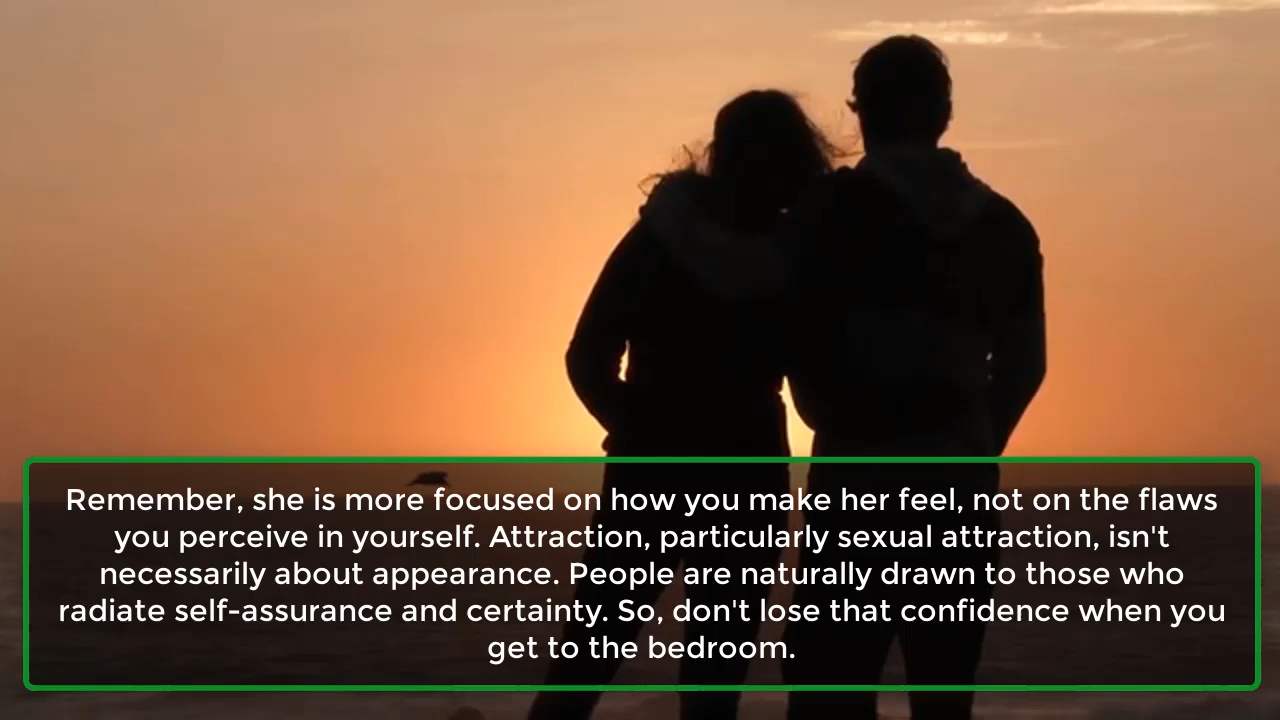 Remember, she is more focused on how you make her feel, not on the flaws
you perceive in yourself. Attraction, particularly sexual attraction, isn't
necessarily about appearance. People are naturally drawn to those who
radiate self-assurance and certainty. So, don't lose that confidence when you
get to the bedroom.